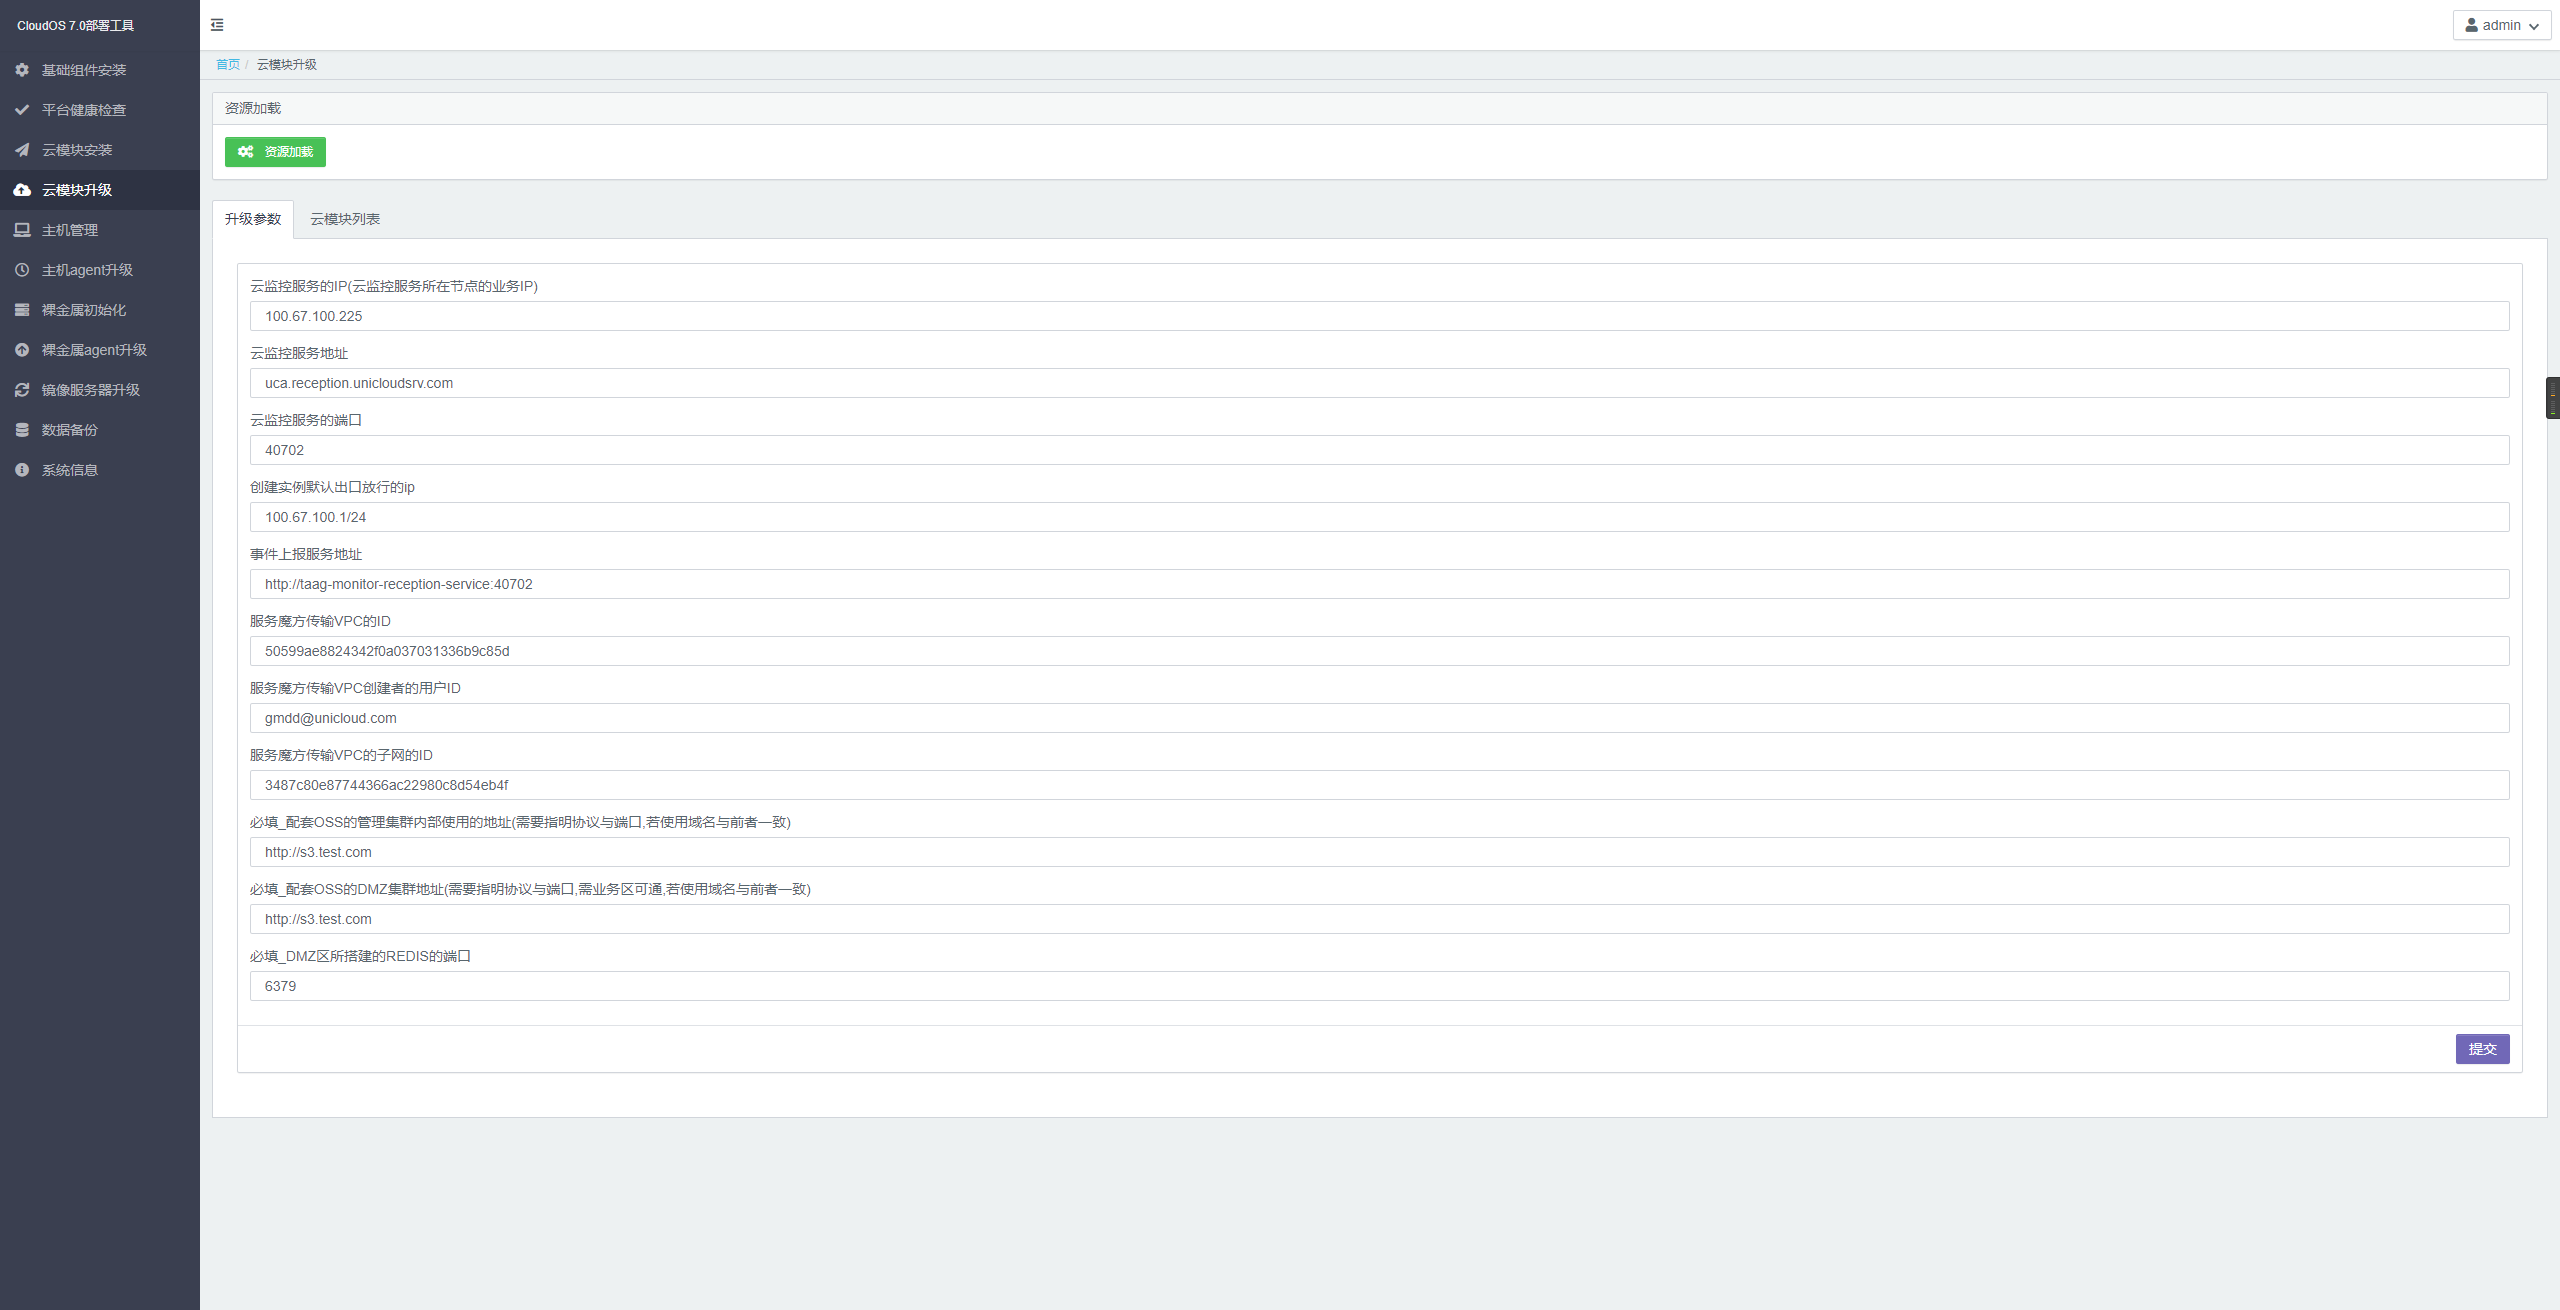 CloudOS 7.0部署工具
admin
基础组件安装
平台健康检查
云模块安装
云模块升级
主机管理
主机agent升级
裸金属初始化
裸金属agent升级
镜像服务器升级
数据备份
系统信息
首页 / 云模块升级
资源加载
资源加载
升级参数 云模块列表
云监控服务的IP(云监控服务所在节点的业务IP)
100.67.100.225
云监控服务地址
uca.reception.unicloudsrv.com
云监控服务的端口
40702
创建实例默认出口放行的ip
100.67.100.1/24
事件上报服务地址
http://taag-monitor-reception-service:40702
服务魔方传输VPC的ID
50599ae8824342f0a037031336b9c85d
服务魔方传输VPC创建者的用户ID
gmdd@unicloud.com
服务魔方传输VPC的子网的ID
3487c80e87744366ac22980c8d54eb4f
必填_配套OSS的管理集群内部使用的地址(需要指明协议与端口,若使用域名与前者一致)
http://s3.test.com
必填_配套OSS的DMZ集群地址(需要指明协议与端口,需业务区可通,若使用域名与前者一致)
http://s3.test.com
必填_DMZ区所搭建的REDIS的端口
6379
提交